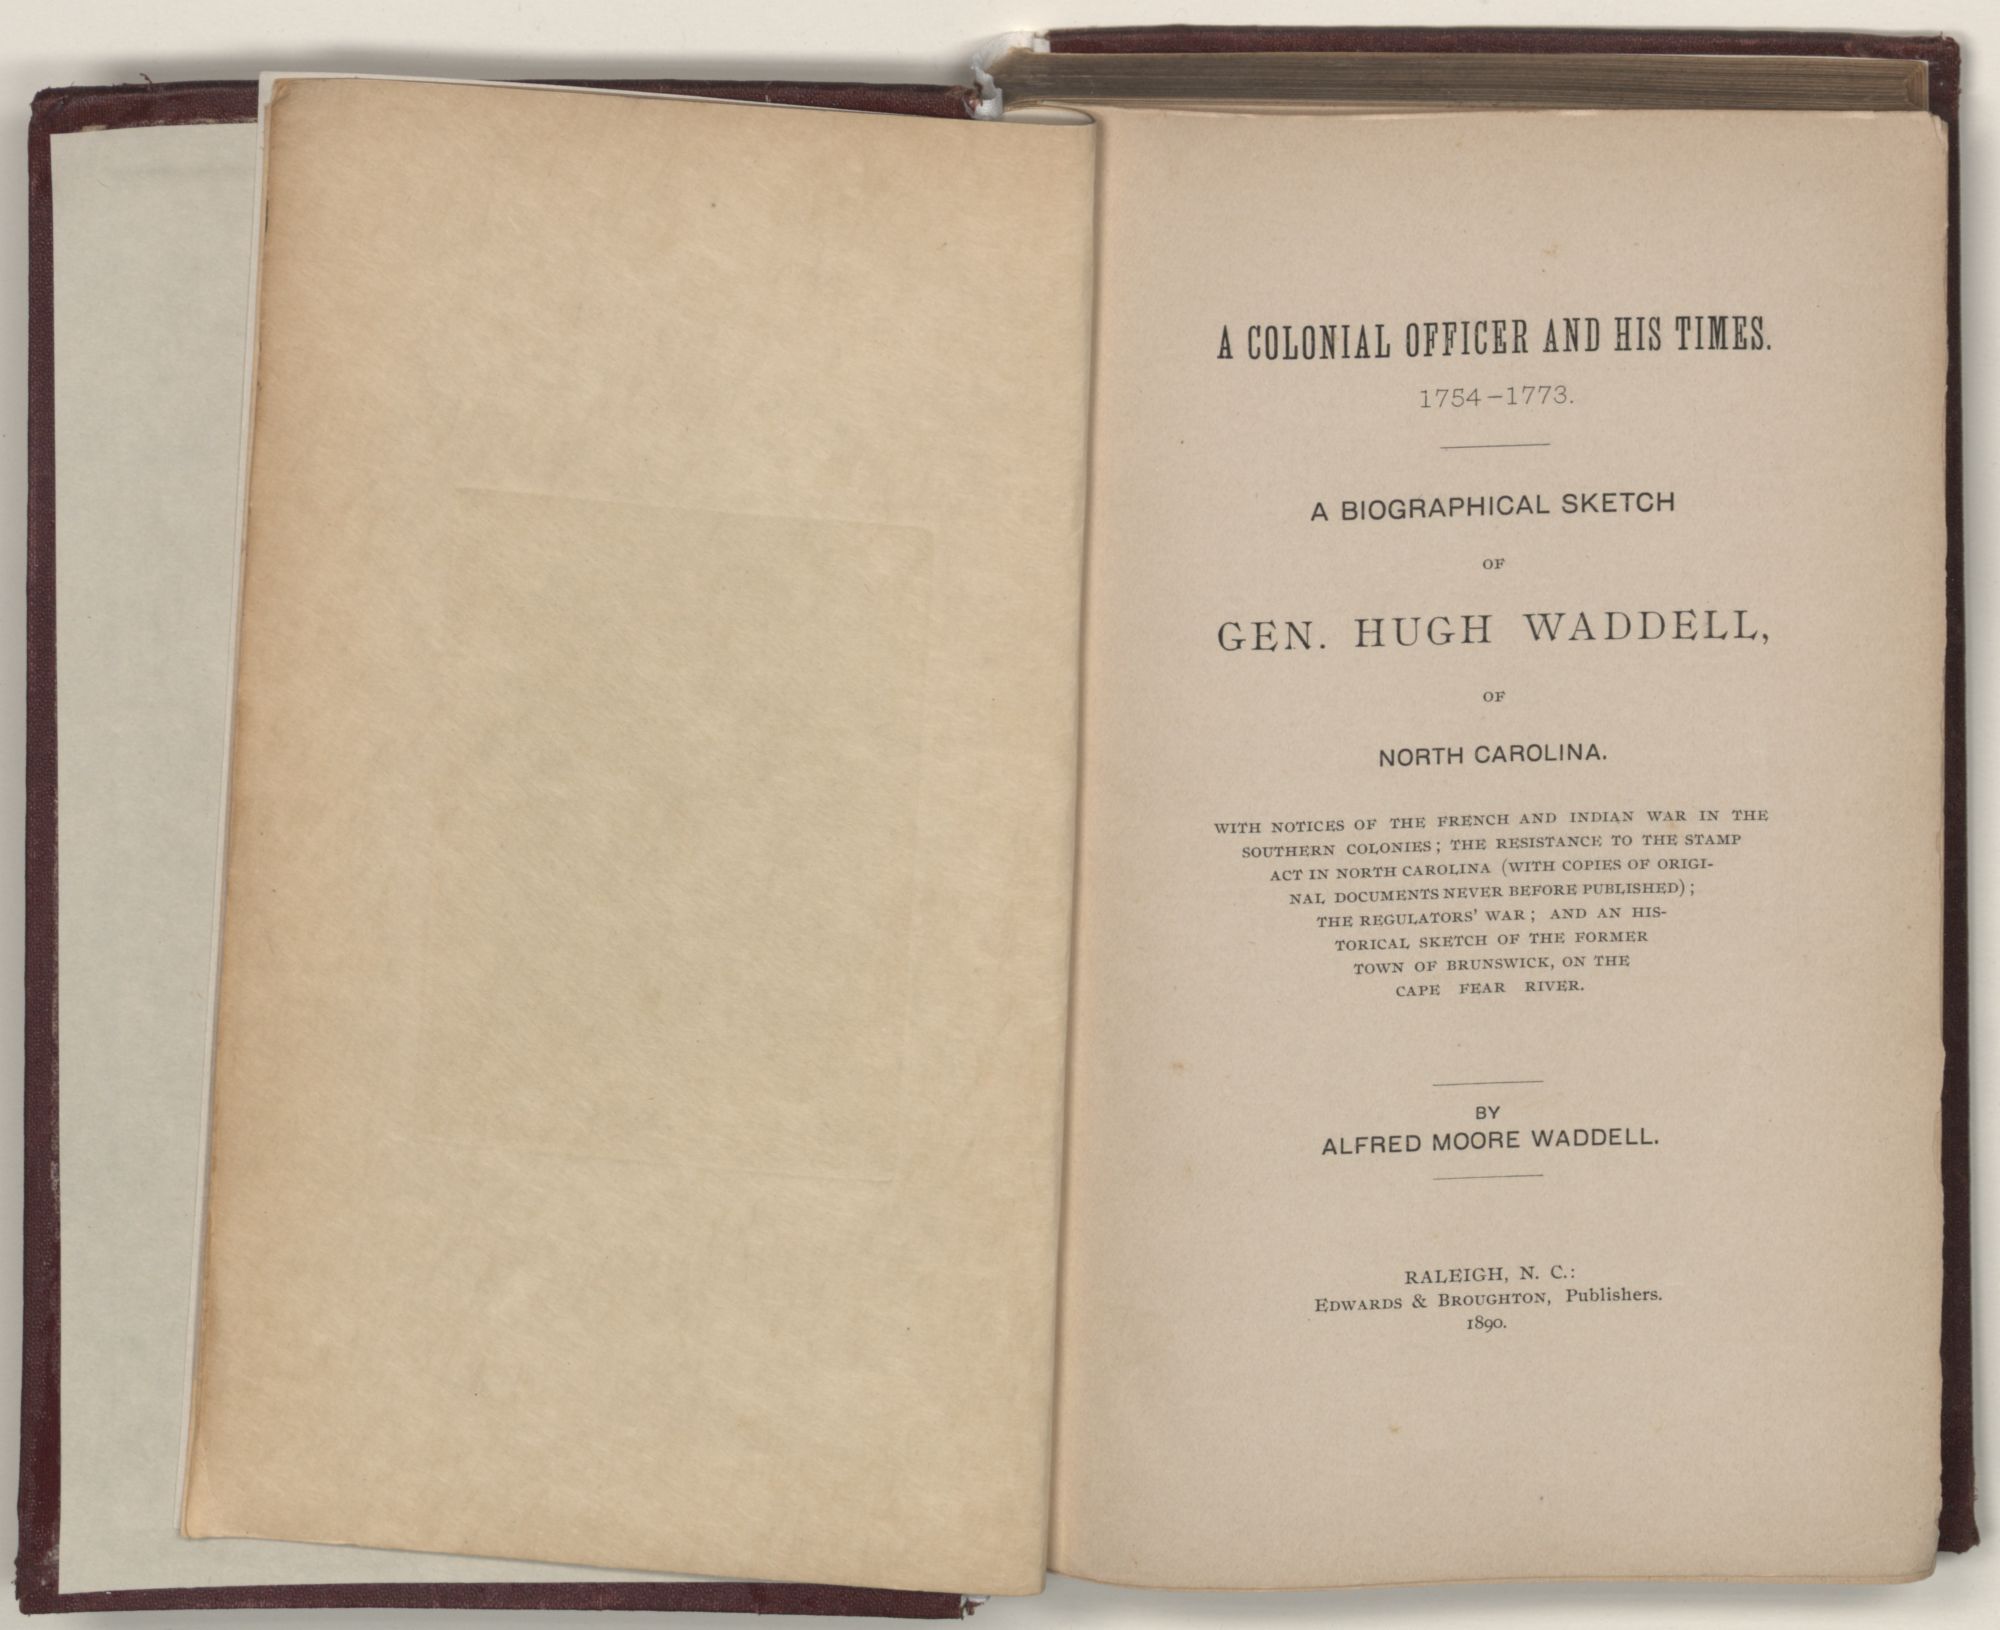 A COLONIAL OFFICER AND HIS TIMES.
1754–1773.
A BIOGRAPHICAL SKETCH
OF
GEN. HUGH WADDELL,
OF
NORTH CAROLINA.
WITH NOTICES OF THE FRENCH AND INDIAN WAR IN THE
SOUTHERN COLONIES; THE RESISTANCE TO THE STAMP
ACT IN NORTH CAROLINA (WITH COPIES OF ORIGI-
NAL DOCUMENTS NEVER BEFORE PUBLISHED);
THE REGULATORS' WAR; AND AN HIS-
TORICAL SKETCH OF THE FORMER
TOWN OF BRUNSWICK, ON THE
CAPE FEAR RIVER.
BY
ALFRED MOORE WADDELL.
RALEIGH, N. C.:
EDWARDS & BROUGHTON, Publishers.
1890.